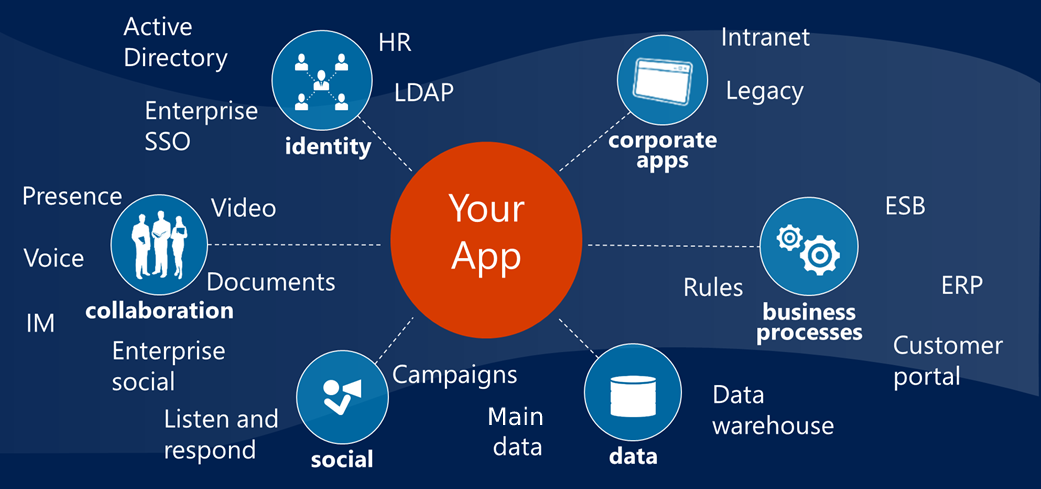 Active
Directory
HR
LDAP
Enterprise
SSO
identity
Intranet
Legacy
corporate
apps
Your
App
Presence
Video
Voice
Documents
IM
collaboration
ESB
Rules
ERP
business
processes
Customer
portal
Enterprise
social
Listen and
respond
Campaigns
social
Main
data
Data
warehouse
data